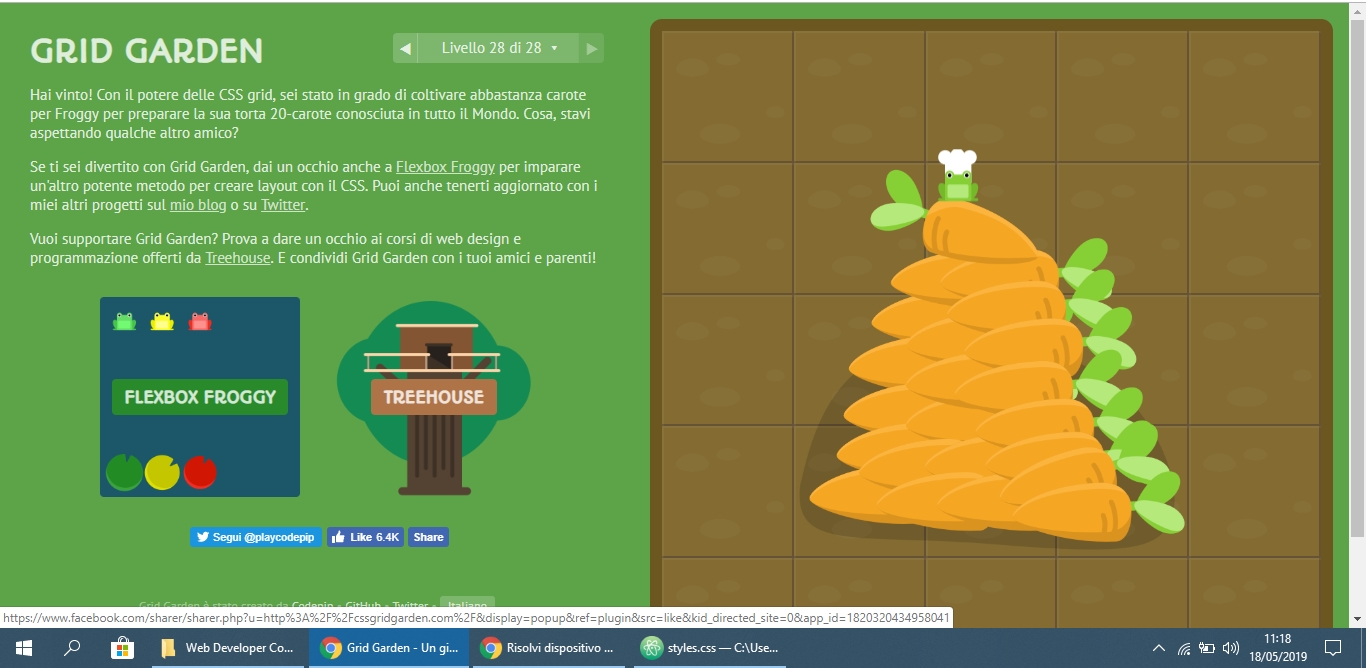 GRID GARDEN
◀ Livello 28 di 28 ▼ ▶
Hai vinto! Con il potere delle CSS grid, sei stato in grado di coltivare abbastanza carote
per Froggy per preparare la sua torta 20-carote conosciuta in tutto il Mondo. Cosa, stavi
aspettando qualche altro amico?
Se ti sei divertito con Grid Garden, dai un occhio anche a Flexbox Froggy per imparare
un'altro potente metodo per creare layout con il CSS. Puoi anche tenerti aggiornato con i
miei altri progetti sul mio blog o su Twitter.
Vuoi supportare Grid Garden? Prova a dare un occhio ai corsi di web design e
programmazione offerti da Treehouse. E condividi Grid Garden con i tuoi amici e parenti!
FLEXBOX FROGGY
TREEHOUSE
Segui @playcodepip Like 6.4K Share
Grid Garden è stato creato da Codepip • GitHub • Twitter • Italiano
https://www.facebook.com/sharer/sharer.php?u=http%3A%2F%2Fcssgridgarden.com%2F&display=popup&ref=plugin&src=like&kid_directed_site=0&app_id=1820320434958041
Web Developer Co... Grid Garden - Un gi... Risolvi dispositivo ... styles.css — C:\Use...
11:18
18/05/2019